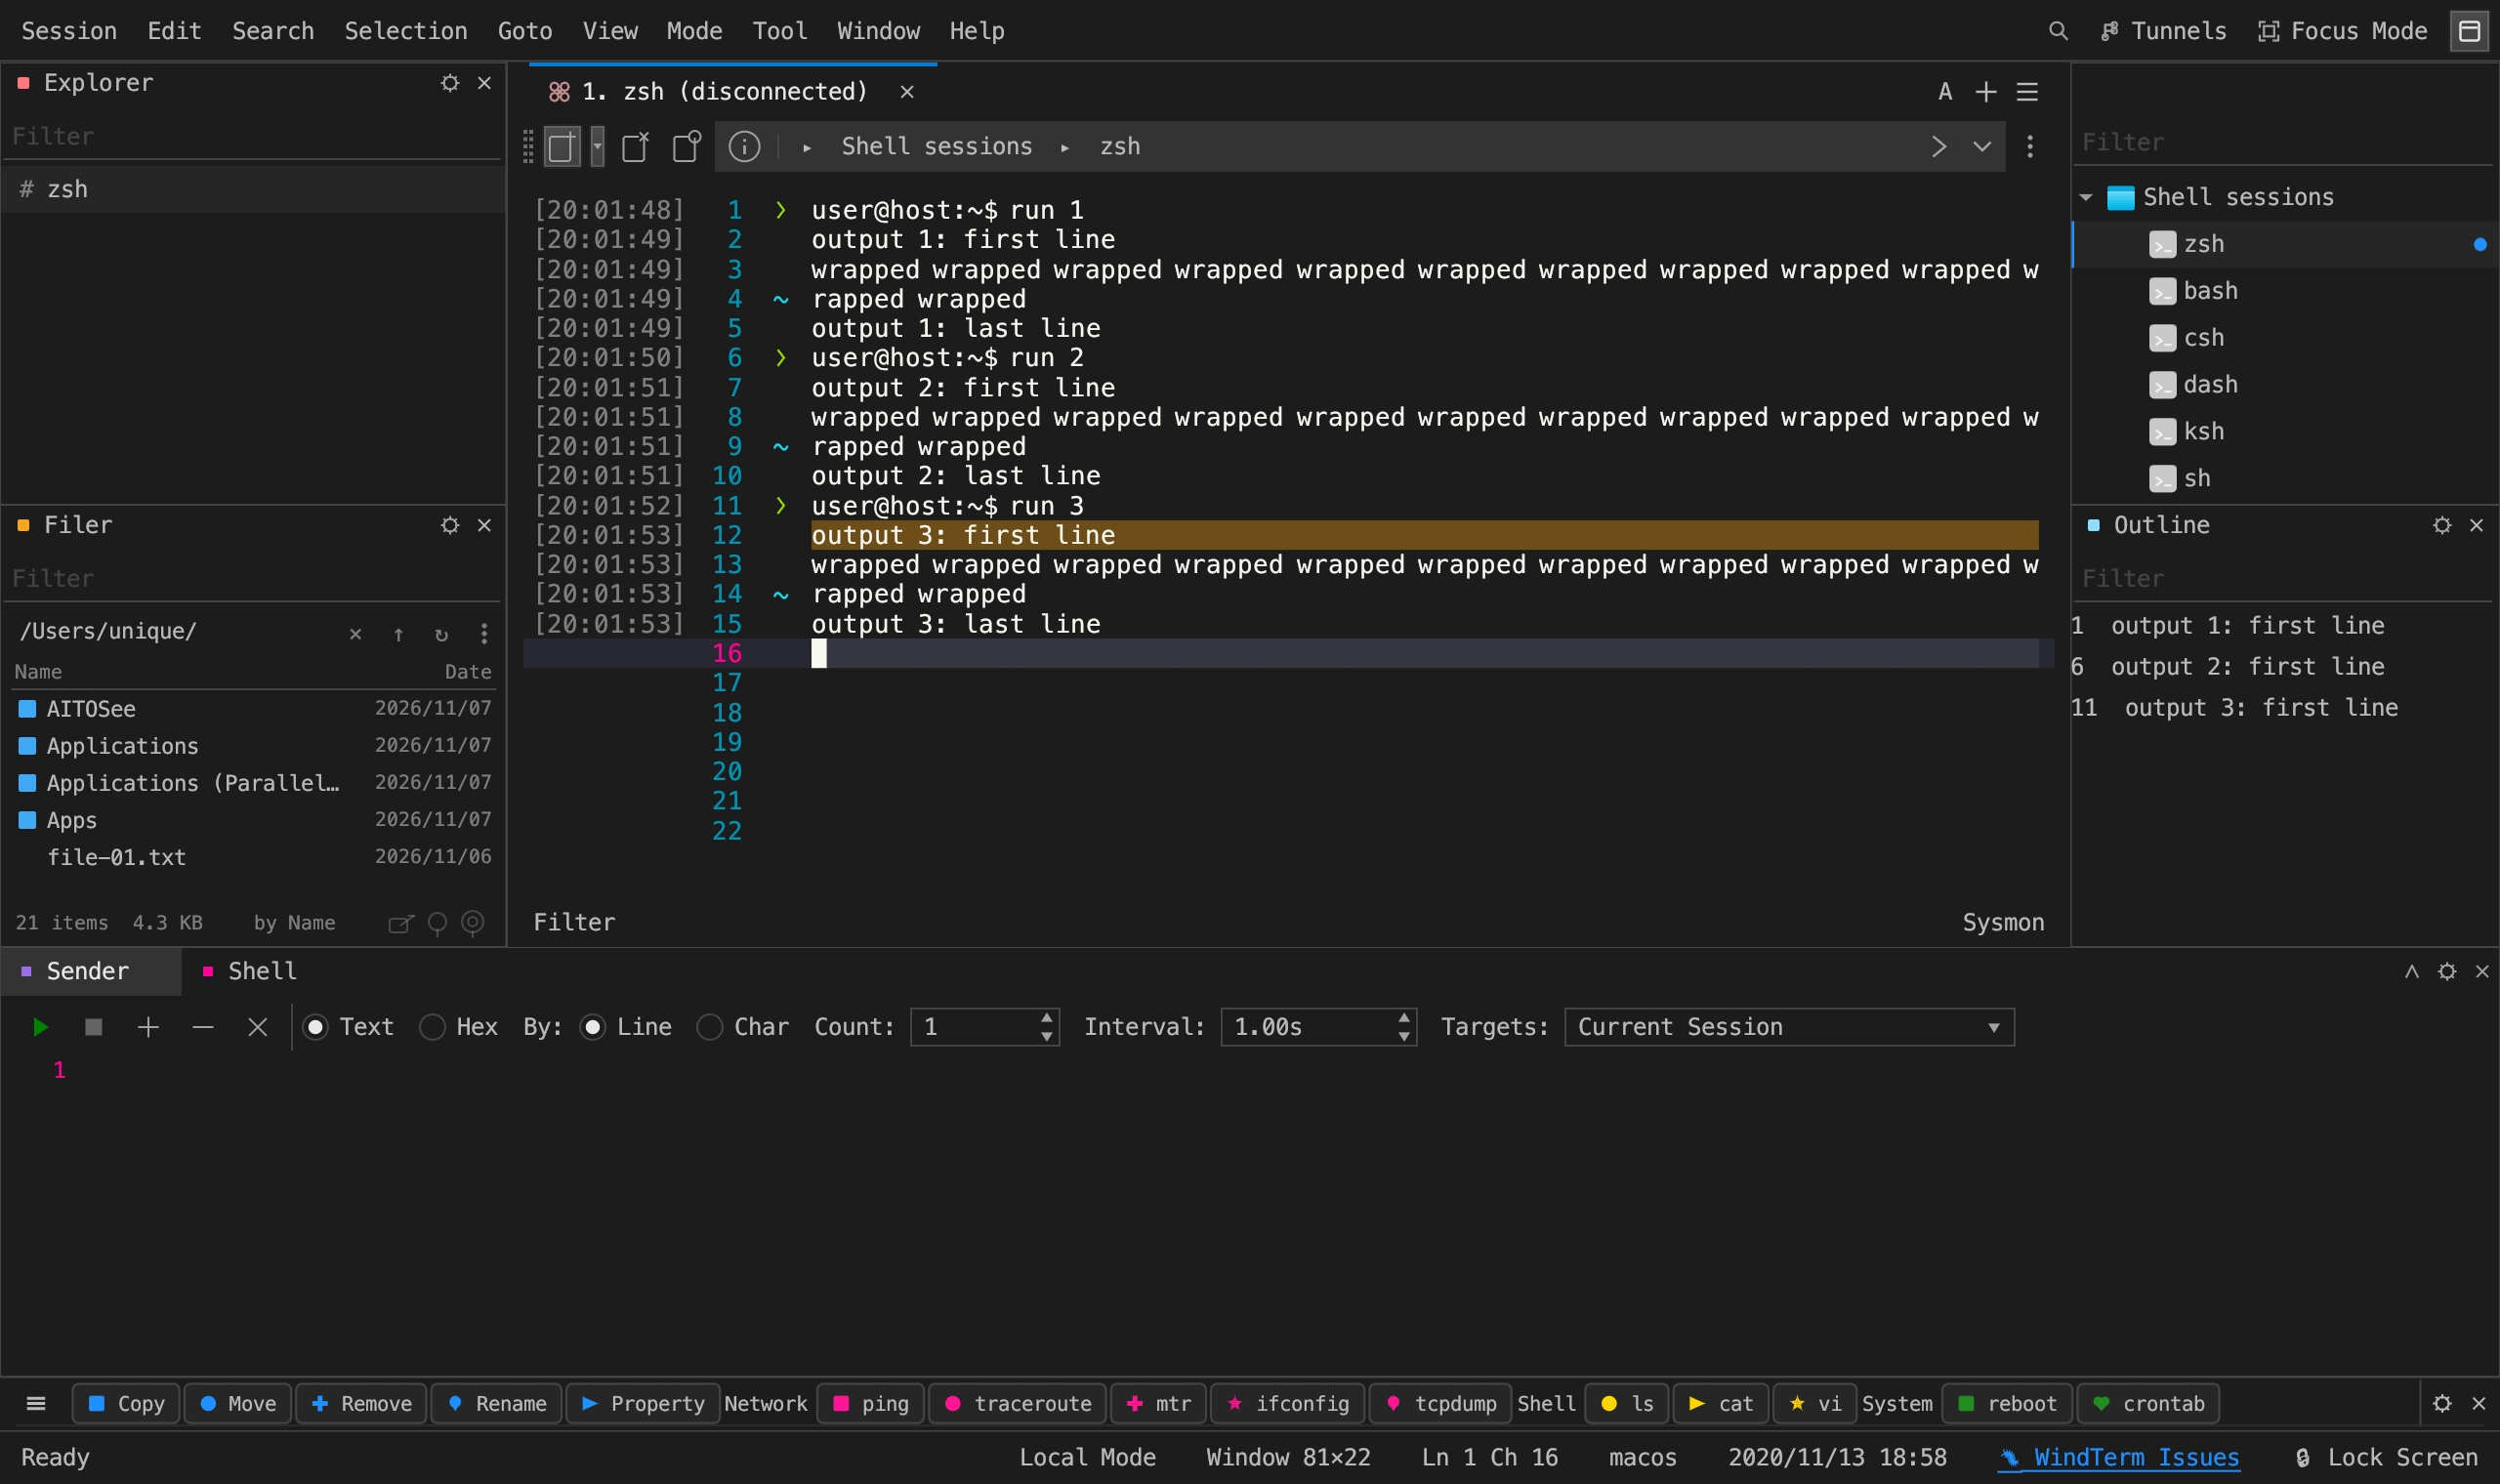 Session Edit Search Selection Goto View Mode Tool Window Help Tunnels Focus Mode
Explorer
Filter
# zsh
Filer
Filter
/Users/unique/
Name Date
AITOSee 2026/11/07
Applications 2026/11/07
Applications (Parallel… 2026/11/07
Apps 2026/11/07
file-01.txt 2026/11/06
21 items 4.3 KB by Name
1. zsh (disconnected)
A
Shell sessions zsh
[20:01:48] 1 user@host:~$ run 1
[20:01:49] 2 output 1: first line
[20:01:49] 3 wrapped wrapped wrapped wrapped wrapped wrapped wrapped wrapped wrapped wrapped w
[20:01:49] 4 ~ rapped wrapped
[20:01:49] 5 output 1: last line
[20:01:50] 6 user@host:~$ run 2
[20:01:51] 7 output 2: first line
[20:01:51] 8 wrapped wrapped wrapped wrapped wrapped wrapped wrapped wrapped wrapped wrapped w
[20:01:51] 9 ~ rapped wrapped
[20:01:51] 10 output 2: last line
[20:01:52] 11 user@host:~$ run 3
[20:01:53] 12 output 3: first line
[20:01:53] 13 wrapped wrapped wrapped wrapped wrapped wrapped wrapped wrapped wrapped wrapped w
[20:01:53] 14 ~ rapped wrapped
[20:01:53] 15 output 3: last line
16
17
18
19
20
21
22
Filter Sysmon
Filter
Shell sessions
zsh
bash
csh
dash
ksh
sh
Outline
Filter
1 output 1: first line
6 output 2: first line
11 output 3: first line
Sender Shell
Text Hex By: Line Char Count: 1 Interval: 1.00s Targets: Current Session
1
Copy Move Remove Rename Property Network ping traceroute mtr ifconfig tcpdump Shell ls cat vi System reboot crontab
Ready Local Mode Window 81×22 Ln 1 Ch 16 macos 2020/11/13 18:58 WindTerm Issues Lock Screen